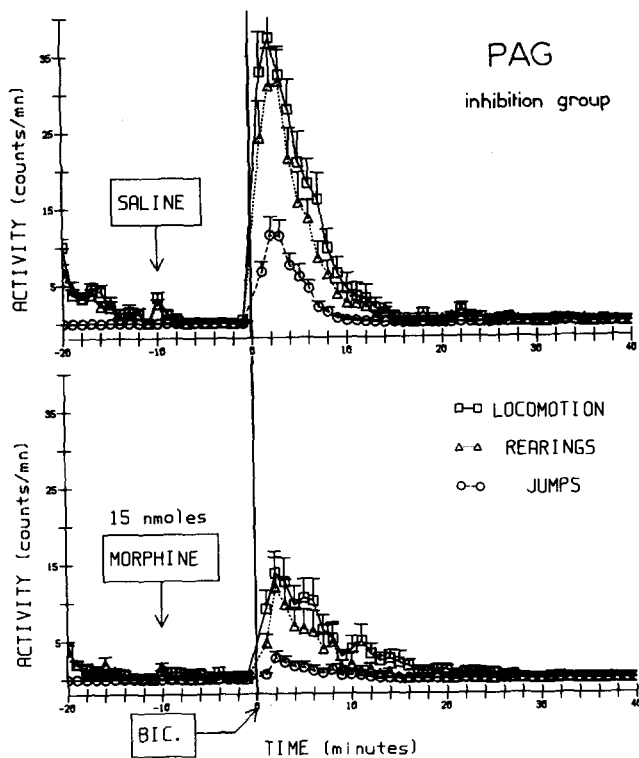 PAG
inhibition group
ACTIVITY (counts/mn)
35
25
15
5
SALINE
-20 -10 0 10 20 30 40
□-□ LOCOMOTION
△-△ REARINGS
○-○ JUMPS
ACTIVITY (counts/mn)
35
25
15
5
15 nmoles
MORPHINE
-20 -10 0 10 20 30 40
BIC.
TIME (minutes)